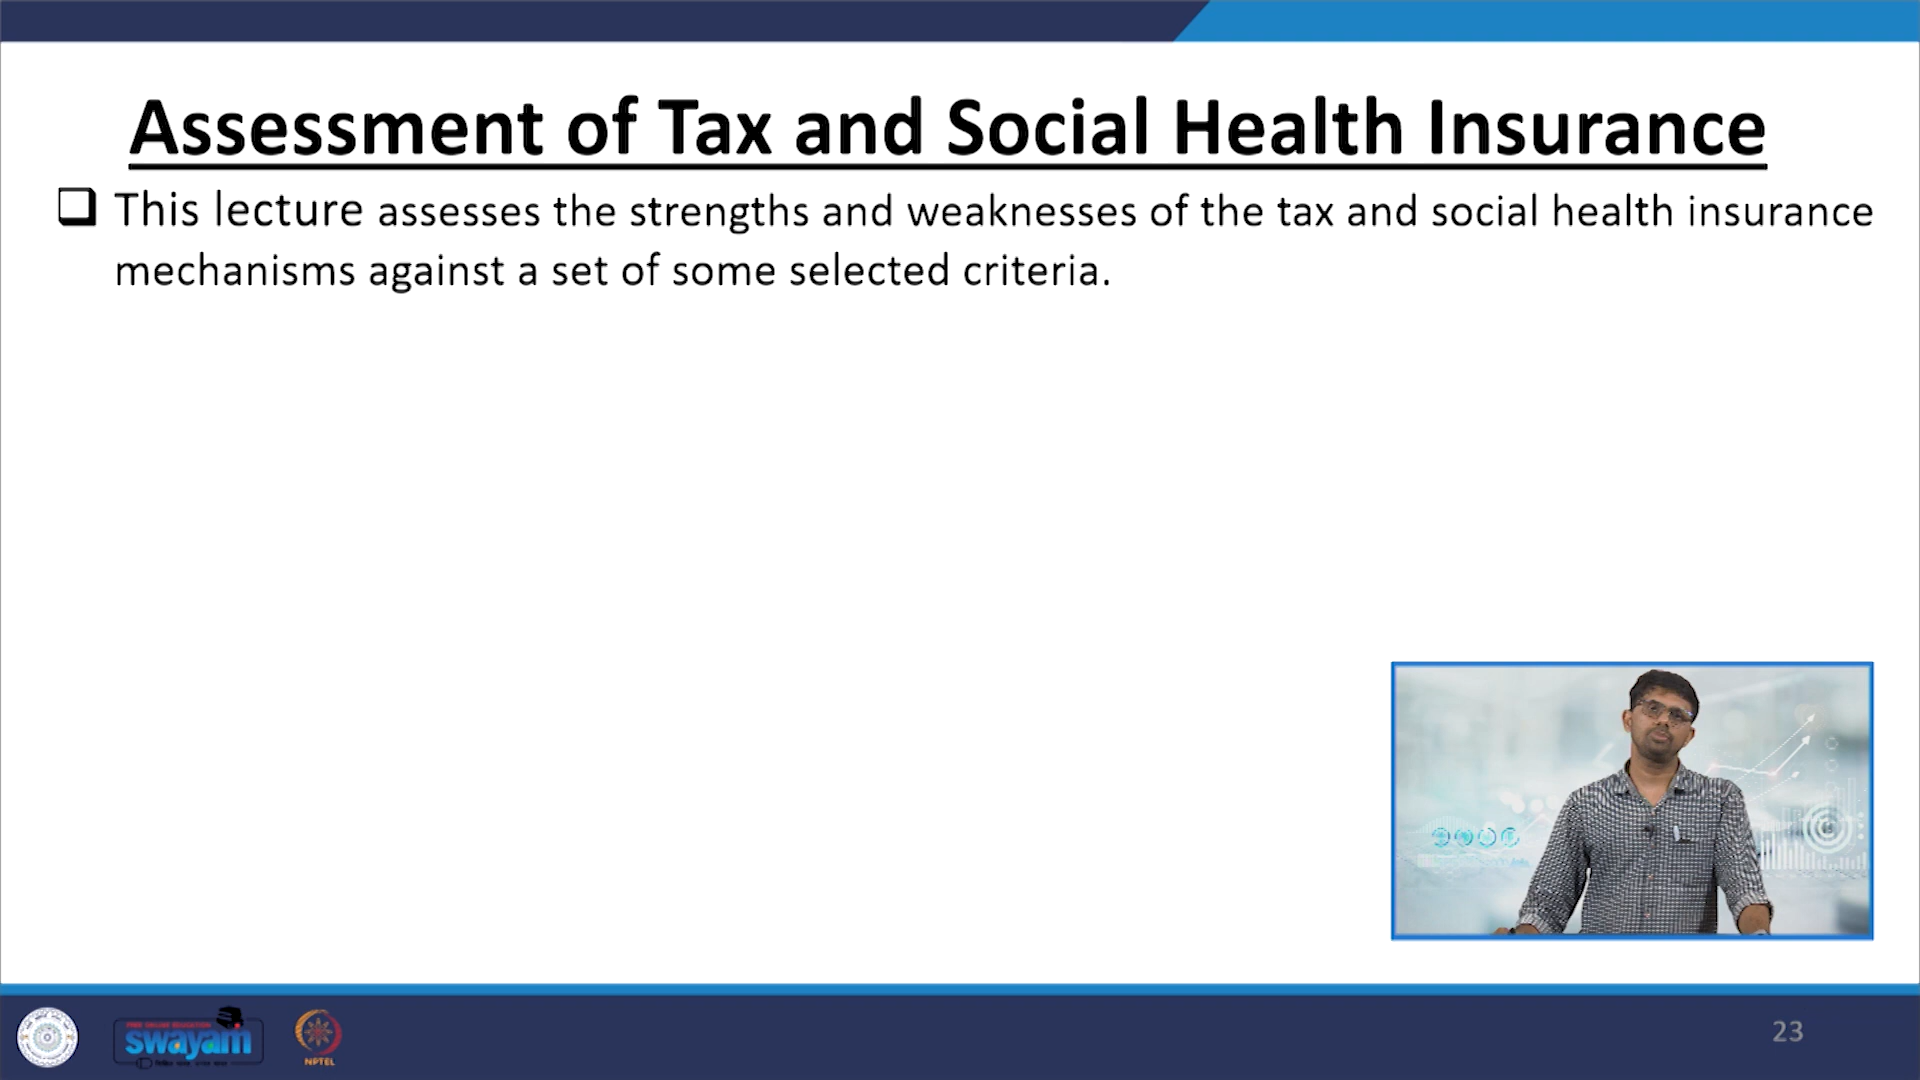 Assessment of Tax and Social Health Insurance
This lecture assesses the strengths and weaknesses of the tax and social health insurance
mechanisms against a set of some selected criteria.
swayam
NPTEL
23